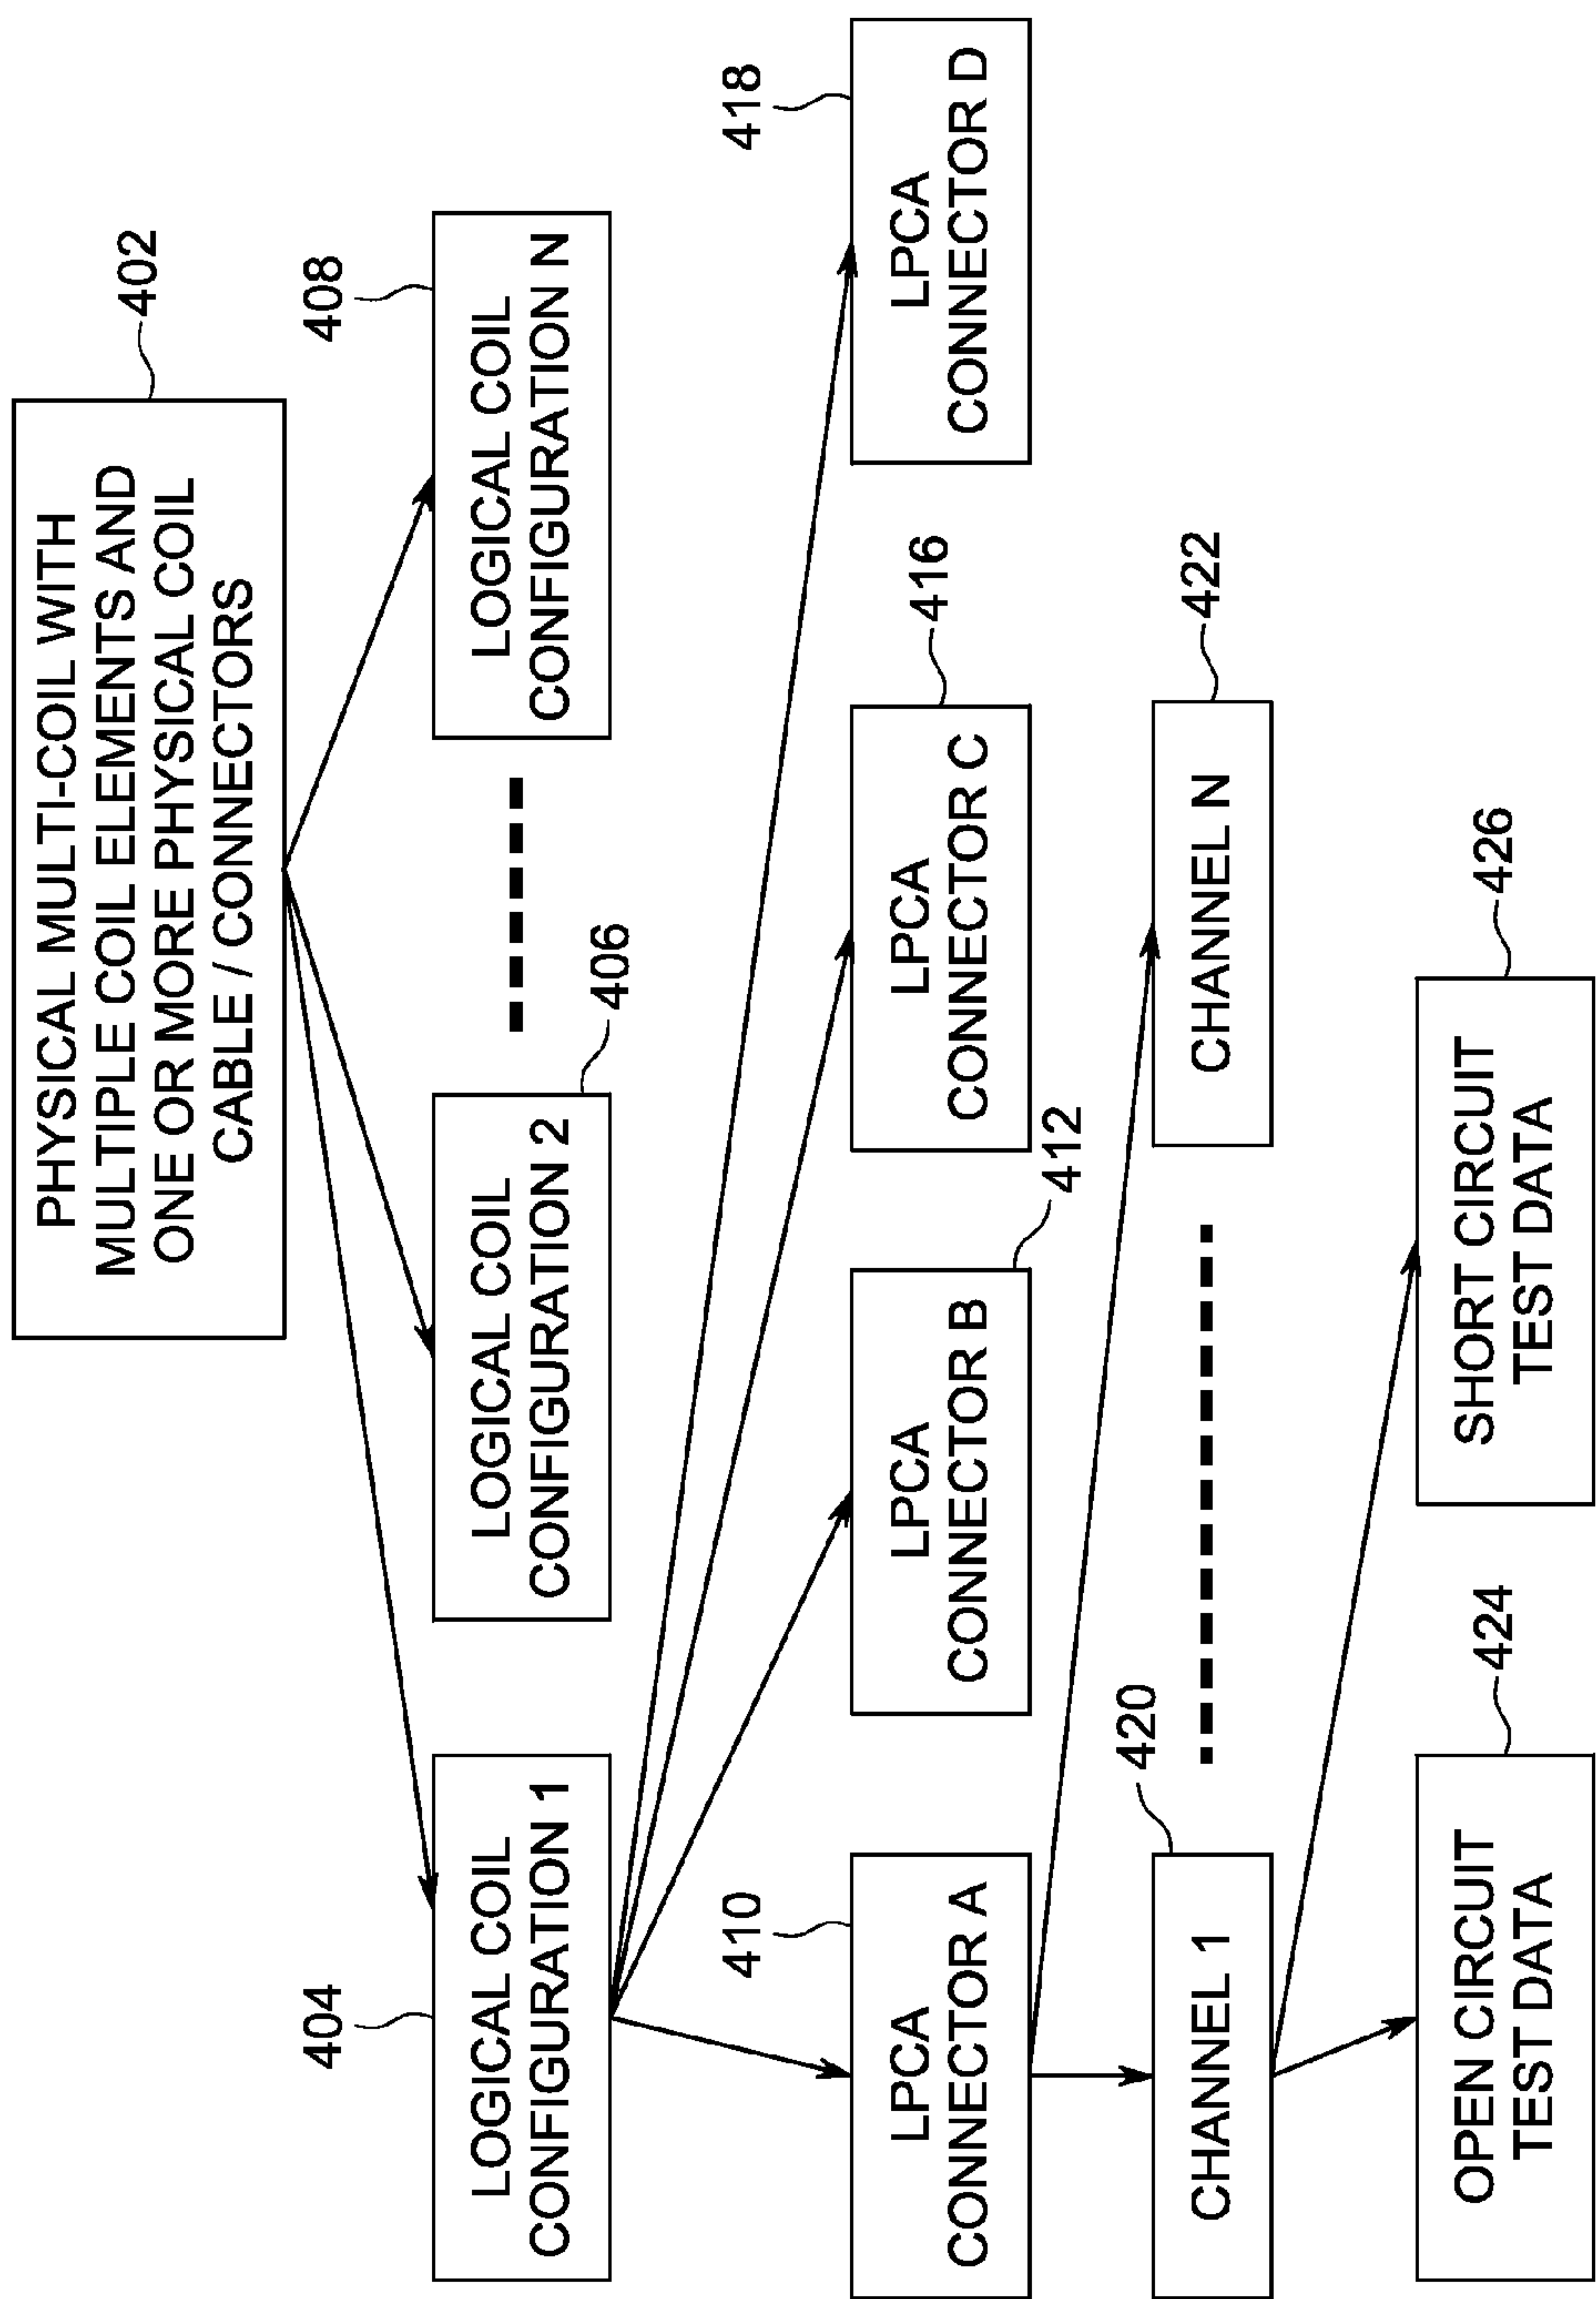 PHYSICAL MULTI-COIL WITH
MULTIPLE COIL ELEMENTS AND
ONE OR MORE PHYSICAL COIL
CABLE / CONNECTORS
402
404
LOGICAL COIL
CONFIGURATION 1
LOGICAL COIL
CONFIGURATION 2
406
408
LOGICAL COIL
CONFIGURATION N
410
LPCA
CONNECTOR A
LPCA
CONNECTOR B
412
LPCA
CONNECTOR C
416
LPCA
CONNECTOR D
418
CHANNEL 1
420
CHANNEL N
422
OPEN CIRCUIT
TEST DATA
424
SHORT CIRCUIT
TEST DATA
426